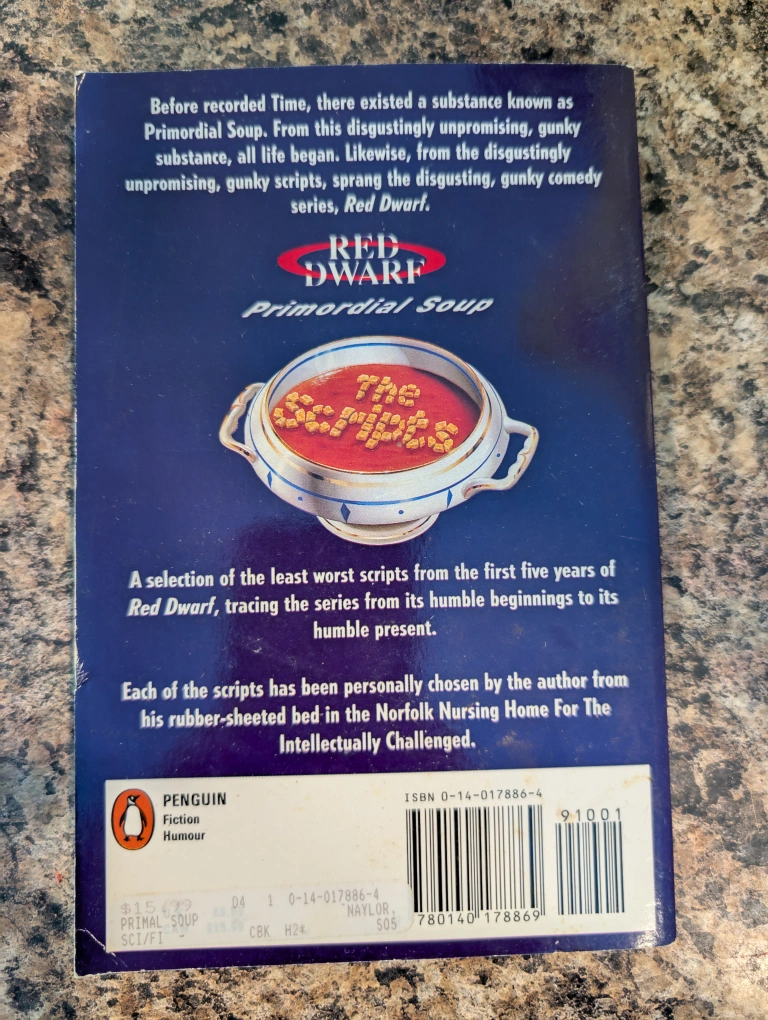 Before recorded Time, there existed a substance known as
Primordial Soup. From this disgustingly unpromising, gunky
substance, all life began. Likewise, from the disgustingly
unpromising, gunky scripts, sprang the disgusting, gunky comedy
series, Red Dwarf.
RED
DWARF
Primordial Soup
The
Scripts
A selection of the least worst scripts from the first five years of
Red Dwarf, tracing the series from its humble beginnings to its
humble present.
Each of the scripts has been personally chosen by the author from
his rubber-sheeted bed in the Norfolk Nursing Home For The
Intellectually Challenged.
PENGUIN
Fiction
Humour
ISBN 0-14-017886-4
91001
780140 178869
$15.99
D4 1 0-14-017886-4
PRIMAL SOUP NAYLOR,
SCI/FI CBK H2* S05